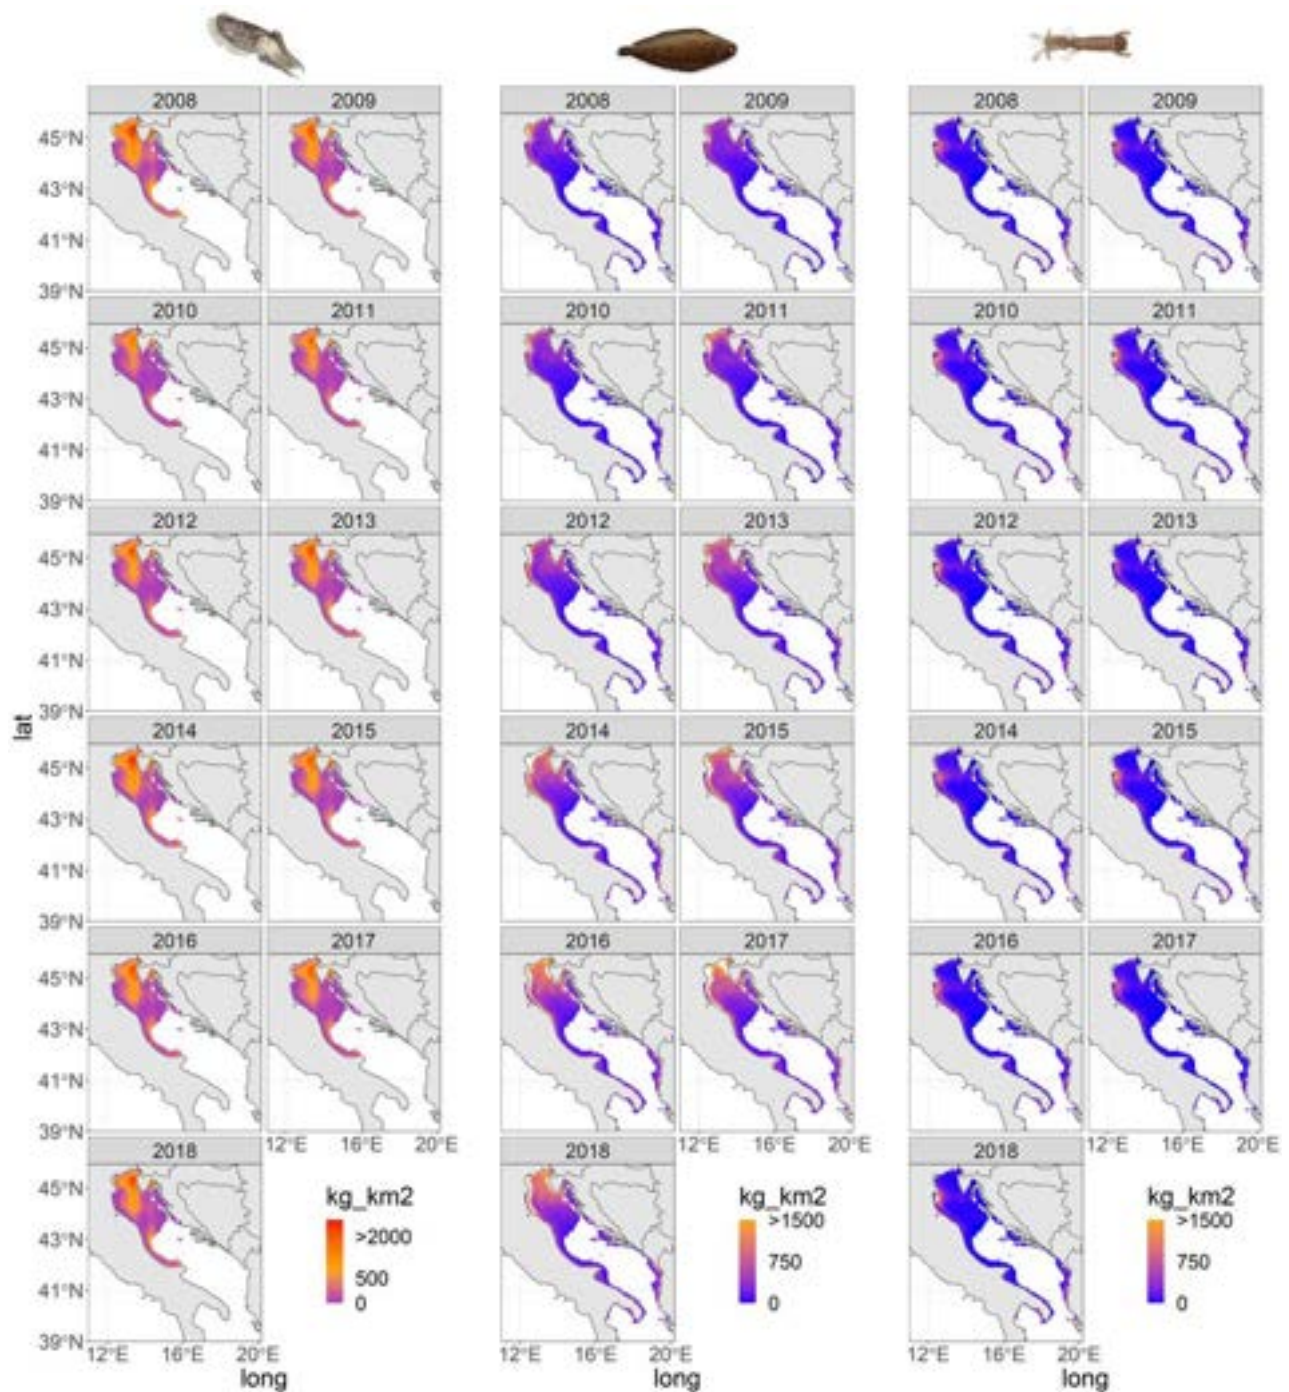 2008 2009 2008 2009 2008 2009
45°N
43°N
41°N
39°N
2010 2011 2010 2011 2010 2011
45°N
43°N
41°N
39°N
2012 2013 2012 2013 2012 2013
45°N
43°N
41°N
39°N
lat
2014 2015 2014 2015 2014 2015
45°N
43°N
41°N
39°N
2016 2017 2016 2017 2016 2017
45°N
43°N
41°N
39°N
12°E 16°E 20°E 12°E 16°E 20°E 12°E 16°E 20°E
2018 2018 2018
45°N
43°N
41°N
39°N
kg_km2 kg_km2 kg_km2
>2000 >1500 >1500
500 750 750
0 0 0
12°E 16°E 20°E 12°E 16°E 20°E 12°E 16°E 20°E
long long long